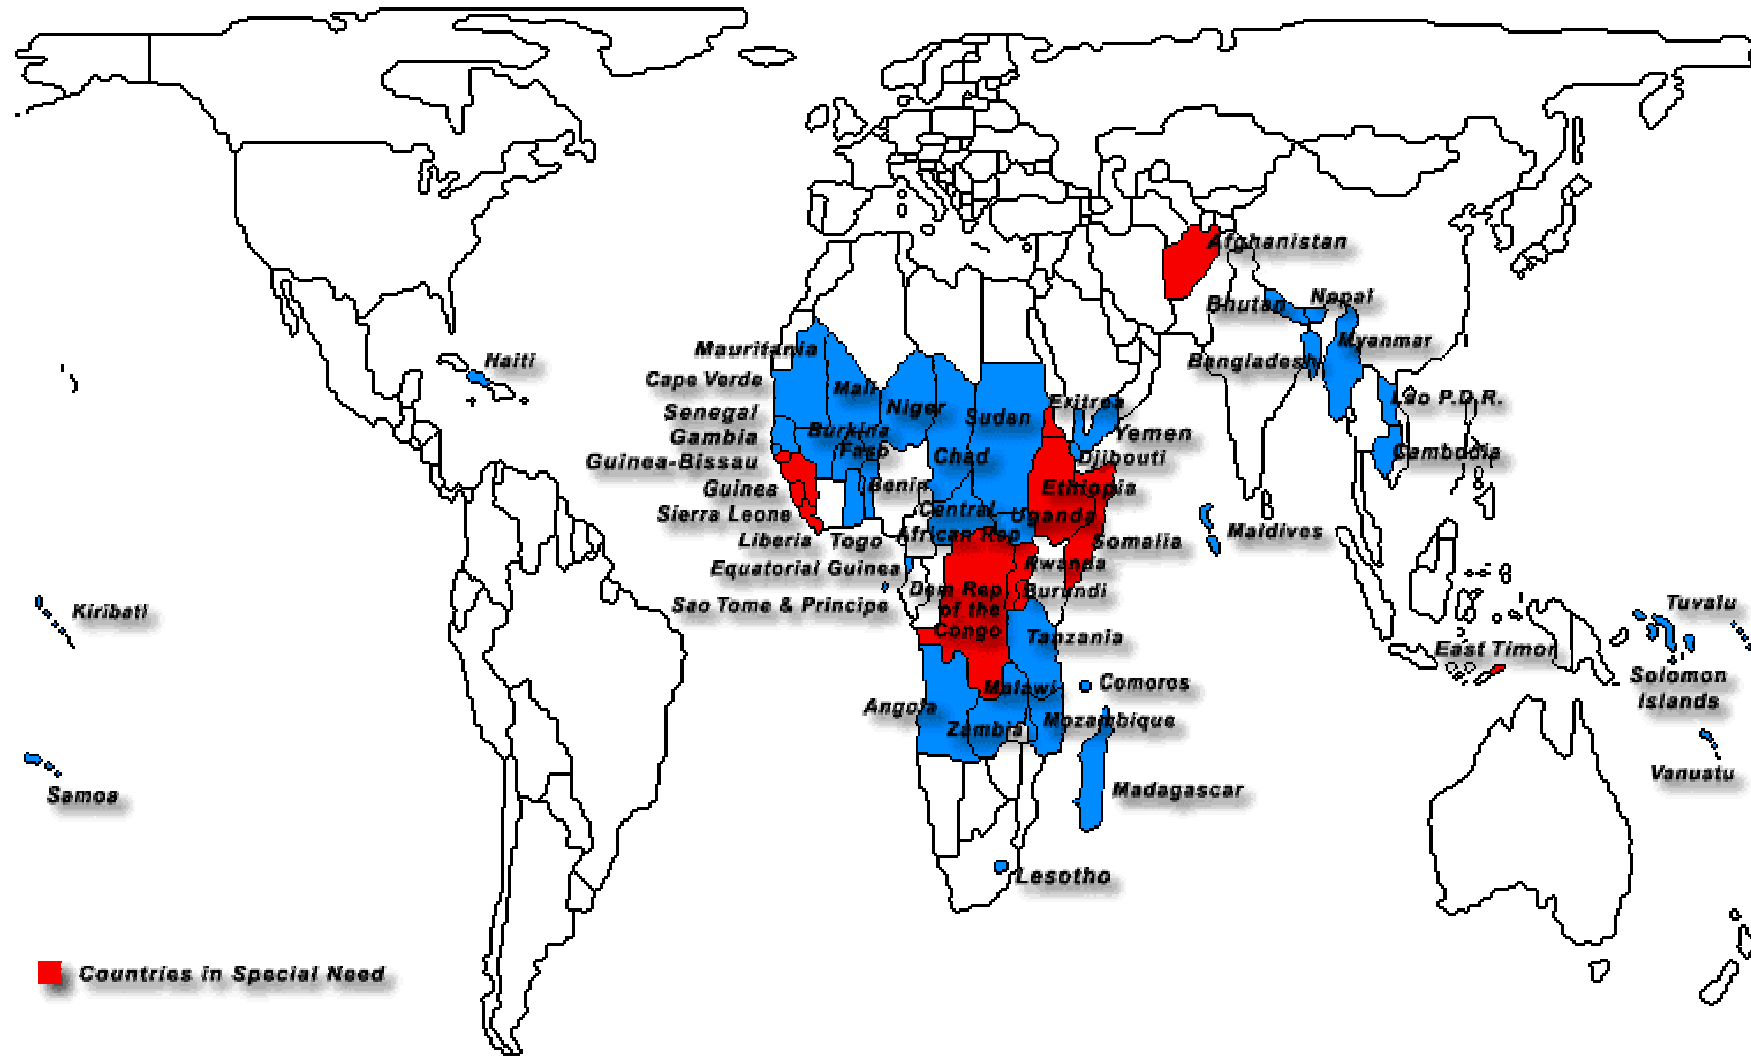 Afghanistan
Bhutan
Nepal
Myanmar
Bangladesh
Haiti
Mauritania
Cape Verde
Mali
Niger
Sudan
Eritrea
Lao P.D.R.
Senegal
Gambia
Burkina
Faso
Yemen
Guinea-Bissau
Chad
Djibouti
Cambodia
Guinea
Benin
Ethiopia
Sierra Leone
Central
African Rep
Uganda
Liberia
Togo
Somalia
Maldives
Equatorial Guinea
Rwanda
Sao Tome & Principe
Dem Rep
of the
Congo
Burundi
Kiribati
Tuvalu
Tanzania
East Timor
Solomon
Islands
Malawi
Comoros
Angola
Zambia
Mozambique
Vanuatu
Samoa
Madagascar
Lesotho
Countries in Special Need